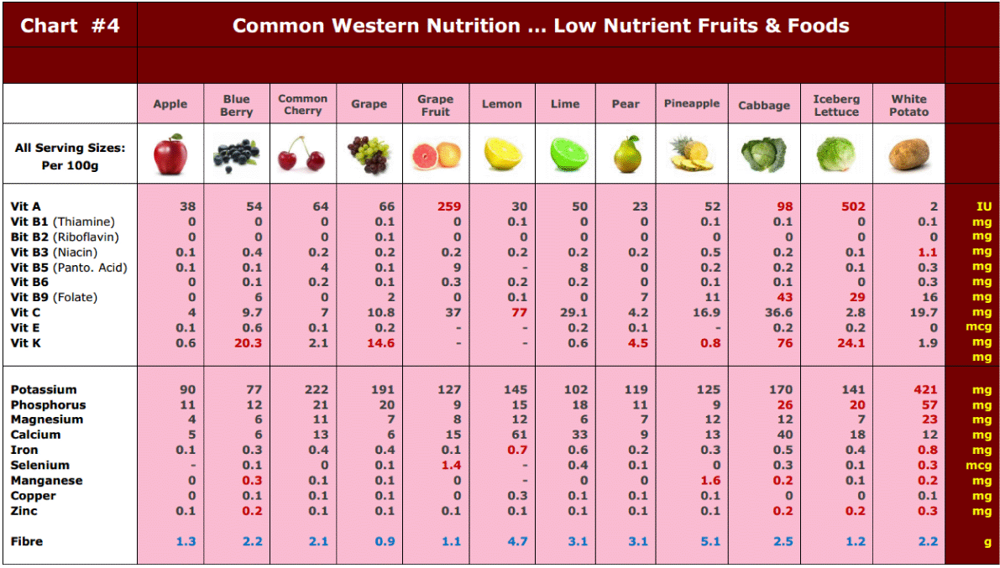 Chart #4 Common Western Nutrition ... Low Nutrient Fruits & Foods
Apple Blue Berry Common Cherry Grape Grape Fruit Lemon Lime Pear Pineapple Cabbage Iceberg Lettuce White Potato
All Serving Sizes:
Per 100g
Vit A 38 54 64 66 259 30 50 23 52 98 502 2 IU
Vit B1 (Thiamine) 0 0 0 0.1 0 0.1 0 0 0.1 0.1 0 0.1 mg
Bit B2 (Riboflavin) 0 0 0 0.1 0 0 0 0 0 0 0 0 mg
Vit B3 (Niacin) 0.1 0.4 0.2 0.2 0.2 0.2 0.2 0.2 0.5 0.2 0.1 1.1 mg
Vit B5 (Panto. Acid) 0.1 0.1 4 0.1 9 - 8 0 0.2 0.2 0.1 0.3 mg
Vit B6 0 0.1 0.2 0.1 0.3 0.2 0.2 0 0.1 0.1 0 0.3 mg
Vit B9 (Folate) 0 6 0 2 0 0.1 0 7 11 43 29 16 mg
Vit C 4 9.7 7 10.8 37 77 29.1 4.2 16.9 36.6 2.8 19.7 mg
Vit E 0.1 0.6 0.1 0.2 - - 0.2 0.1 - 0.2 0.2 0 mcg
Vit K 0.6 20.3 2.1 14.6 - - 0.6 4.5 0.8 76 24.1 1.9 mg
mg
Potassium 90 77 222 191 127 145 102 119 125 170 141 421 mg
Phosphorus 11 12 21 20 9 15 18 11 9 26 20 57 mg
Magnesium 4 6 11 7 8 12 6 7 12 12 7 23 mg
Calcium 5 6 13 6 15 61 33 9 13 40 18 12 mg
Iron 0.1 0.3 0.4 0.4 0.1 0.7 0.6 0.2 0.3 0.5 0.4 0.8 mg
Selenium - 0.1 0 0.1 1.4 - 0.4 0.1 0 0.3 0.1 0.3 mcg
Manganese 0 0.3 0.1 0.1 0 - 0 0 1.6 0.2 0.1 0.2 mg
Copper 0 0.1 0.1 0.1 0 0.3 0.1 0.1 0.1 0 0 0.1 mg
Zinc 0.1 0.2 0.1 0.1 0.1 0.1 0.1 0.1 0.1 0.2 0.2 0.3 mg
Fibre 1.3 2.2 2.1 0.9 1.1 4.7 3.1 3.1 5.1 2.5 1.2 2.2 g